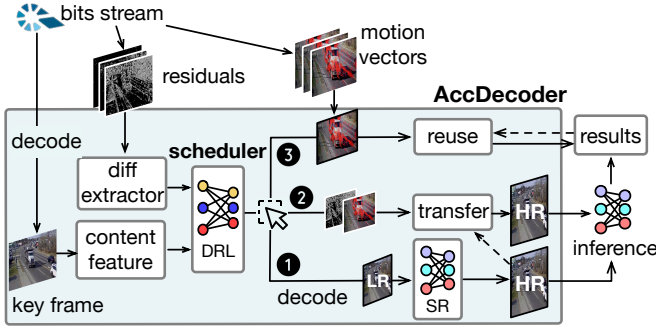 bits stream
motion
vectors
residuals
AccDecoder
decode
scheduler
3
reuse
results
diff
extractor
2
transfer
HR
content
feature
DRL
inference
1
decode
LR
SR
HR
key frame